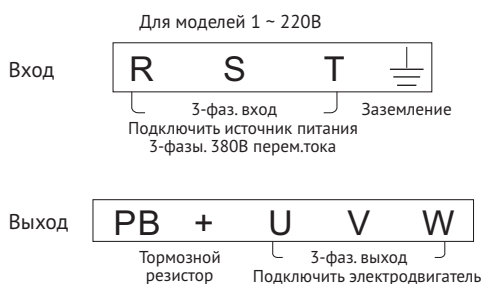 Для моделей 1 ~ 220В
Вход
R S T
3-фаз. вход
Заземление
Подключить источник питания
3-фазы. 380В перем.тока
Выход
PB + U V W
Тормозной
резистор
3-фаз. выход
Подключить электродвигатель